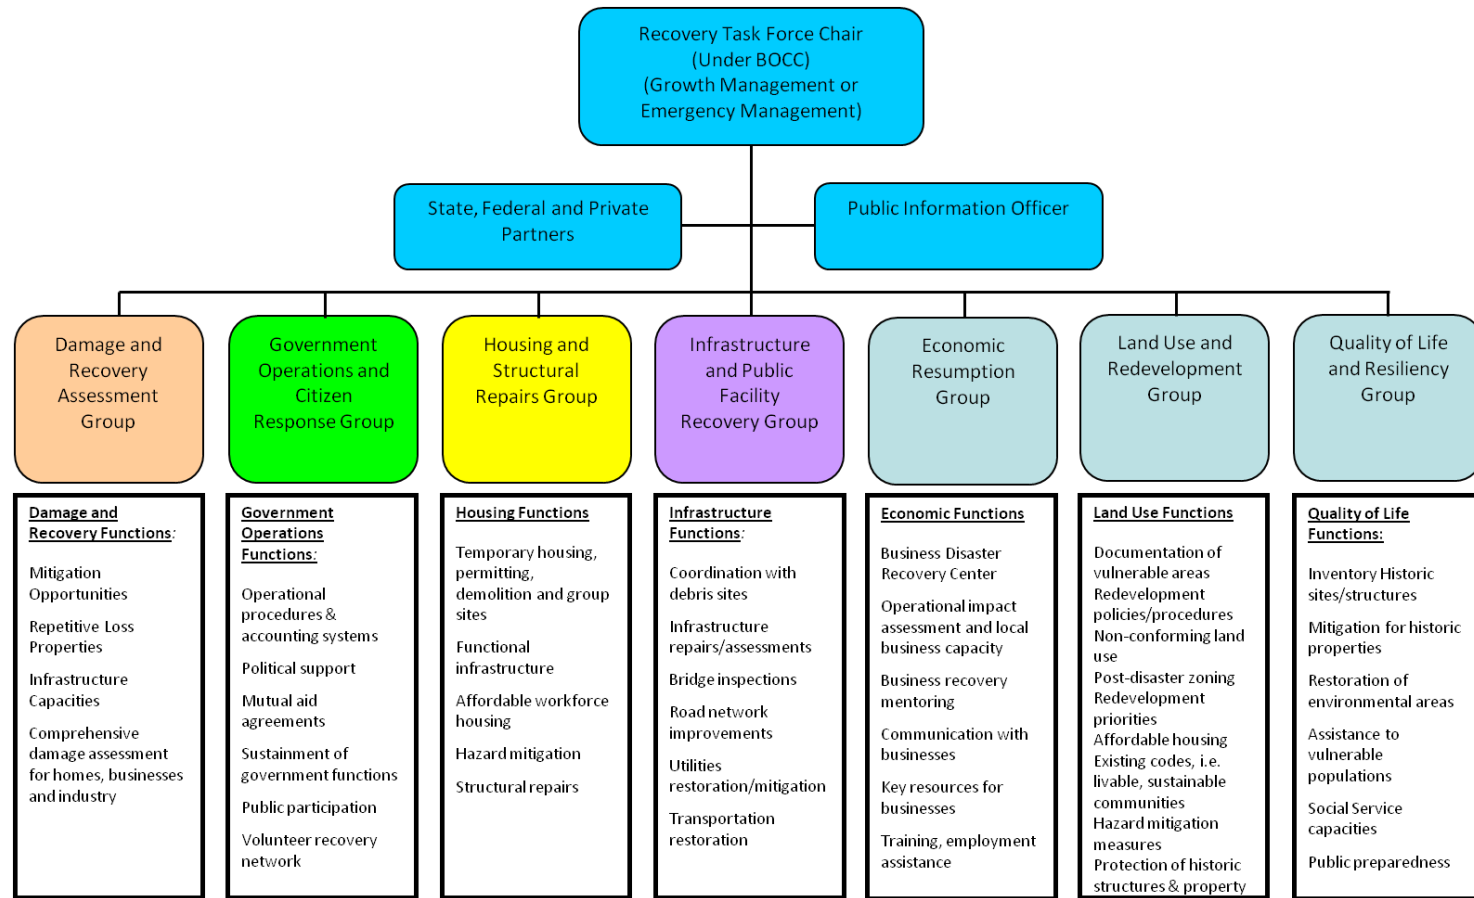 Recovery Task Force Chair
(Under BOCC)
(Growth Management or
Emergency Management)
State, Federal and Private
Partners
Public Information Officer
Damage and
Recovery
Assessment
Group
Government
Operations and
Citizen
Response Group
Housing and
Structural
Repairs Group
Infrastructure
and Public
Facility
Recovery Group
Economic
Resumption
Group
Land Use and
Redevelopment
Group
Quality of Life
and Resiliency
Group
Damage and
Recovery Functions:
Mitigation
Opportunities
Repetitive Loss
Properties
Infrastructure
Capacities
Comprehensive
damage assessment
for homes, businesses
and industry
Government
Operations
Functions:
Operational
procedures &
accounting systems
Political support
Mutual aid
agreements
Sustainment of
government functions
Public participation
Volunteer recovery
network
Housing Functions
Temporary housing,
permitting,
demolition and group
sites
Functional
infrastructure
Affordable workforce
housing
Hazard mitigation
Structural repairs
Infrastructure
Functions:
Coordination with
debris sites
Infrastructure
repairs/assessments
Bridge inspections
Road network
improvements
Utilities
restoration/mitigation
Transportation
restoration
Economic Functions
Business Disaster
Recovery Center
Operational impact
assessment and local
business capacity
Business recovery
mentoring
Communication with
businesses
Key resources for
businesses
Training, employment
assistance
Land Use Functions
Documentation of
vulnerable areas
Redevelopment
policies/procedures
Non-conforming land
use
Post-disaster zoning
Redevelopment
priorities
Affordable housing
Existing codes, i.e.
livable, sustainable
communities
Hazard mitigation
measures
Protection of historic
structures & property
Quality of Life
Functions:
Inventory Historic
sites/structures
Mitigation for historic
properties
Restoration of
environmental areas
Assistance to
vulnerable
populations
Social Service
capacities
Public preparedness